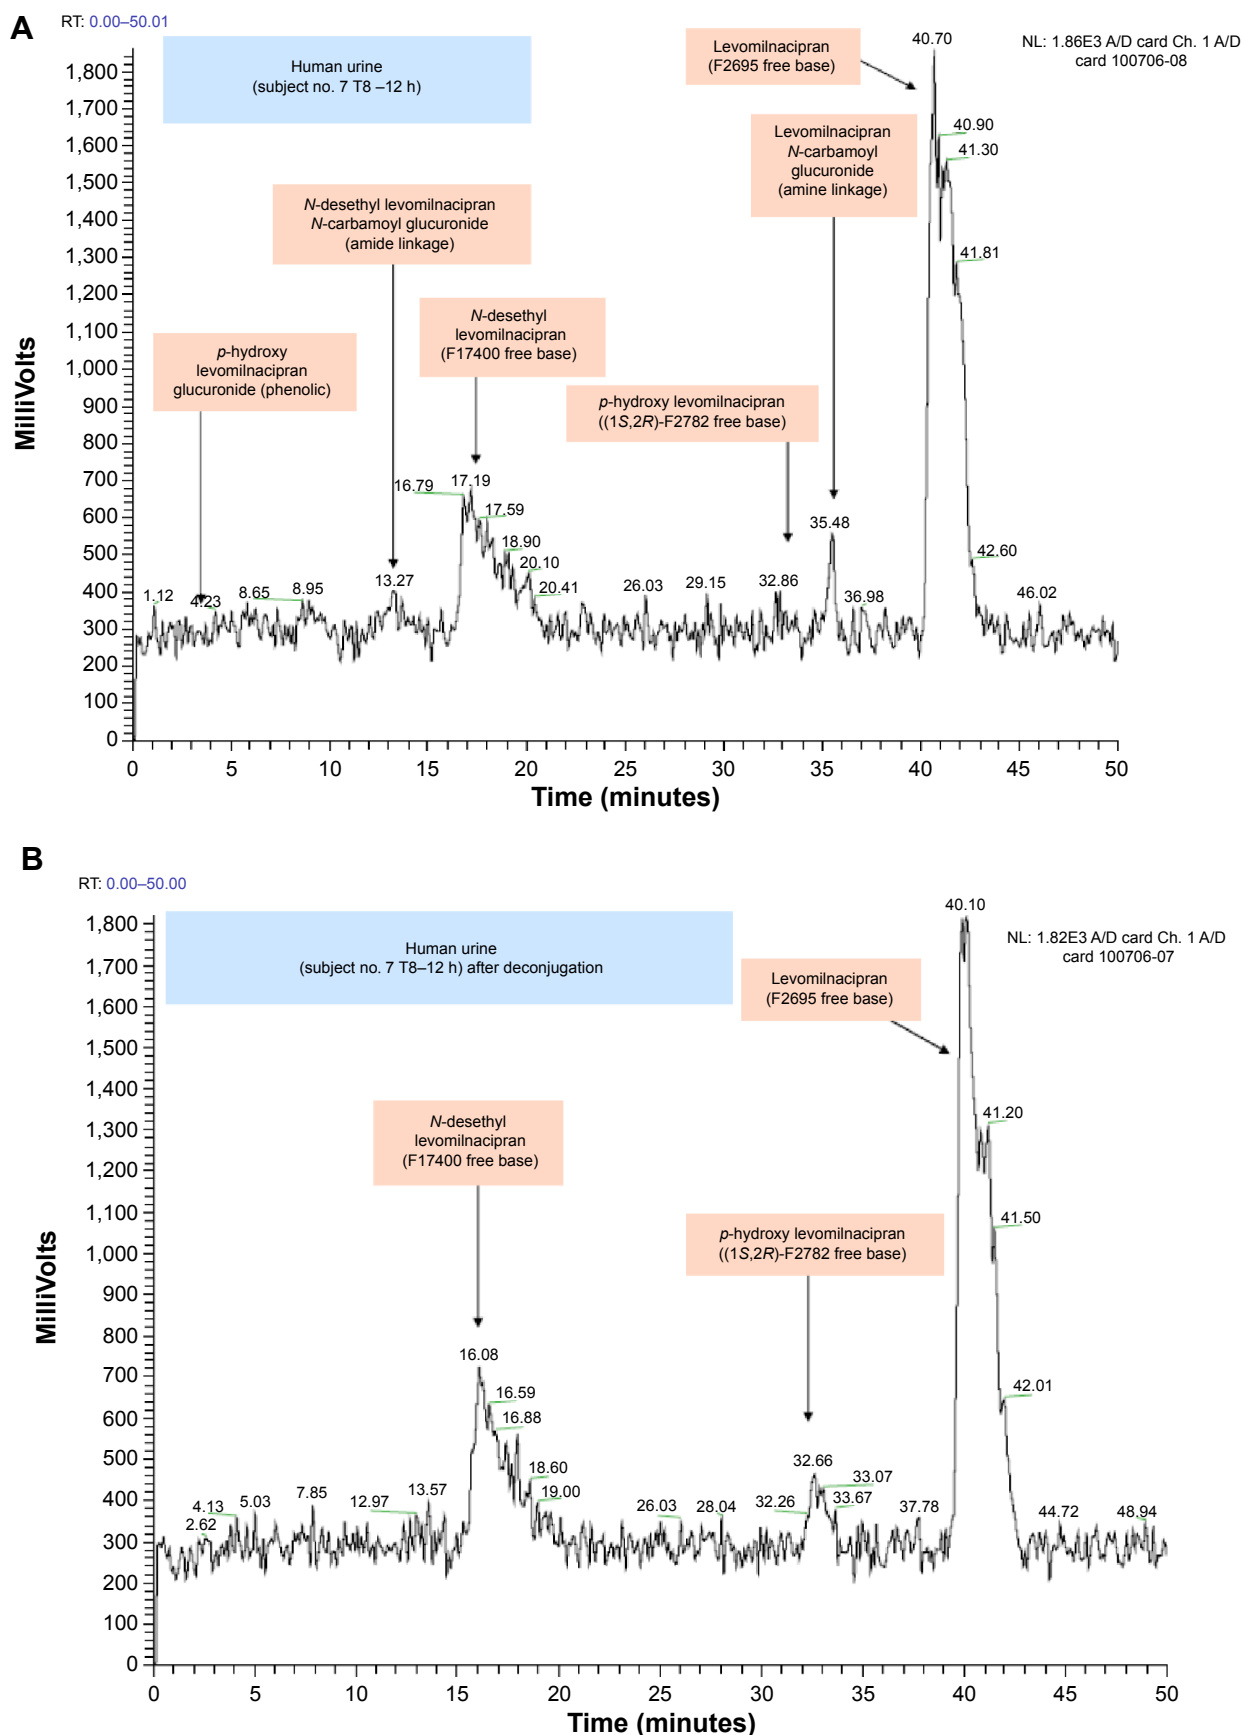 A
RT: 0.00–50.01
Human urine
(subject no. 7 T8 –12 h)
Levomilnacipran
(F2695 free base)
40.70
NL: 1.86E3 A/D card Ch. 1 A/D
card 100706-08
Levomilnacipran
N-carbamoyl
glucuronide
(amine linkage)
40.90
41.30
N-desethyl levomilnacipran
N-carbamoyl glucuronide
(amide linkage)
41.81
N-desethyl
levomilnacipran
(F17400 free base)
p-hydroxy
levomilnacipran
glucuronide (phenolic)
p-hydroxy levomilnacipran
((1S,2R)-F2782 free base)
16.79
17.19
17.59
18.90
20.10
20.41
35.48
42.60
1.12
4.23
8.65
8.95
13.27
26.03
29.15
32.86
36.98
46.02
MilliVolts
1,800
1,700
1,600
1,500
1,400
1,300
1,200
1,100
1,000
900
800
700
600
500
400
300
200
100
0
0 5 10 15 20 25 30 35 40 45 50
Time (minutes)
B
RT: 0.00–50.00
Human urine
(subject no. 7 T8–12 h) after deconjugation
40.10
NL: 1.82E3 A/D card Ch. 1 A/D
card 100706-07
Levomilnacipran
(F2695 free base)
N-desethyl
levomilnacipran
(F17400 free base)
41.20
41.50
p-hydroxy levomilnacipran
((1S,2R)-F2782 free base)
16.08
16.59
16.88
18.60
19.00
42.01
32.66
33.07
32.26
33.67
2.62
4.13
5.03
7.85
12.97
13.57
26.03
28.04
37.78
44.72
48.94
MilliVolts
1,800
1,700
1,600
1,500
1,400
1,300
1,200
1,100
1,000
900
800
700
600
500
400
300
200
100
0
0 5 10 15 20 25 30 35 40 45 50
Time (minutes)